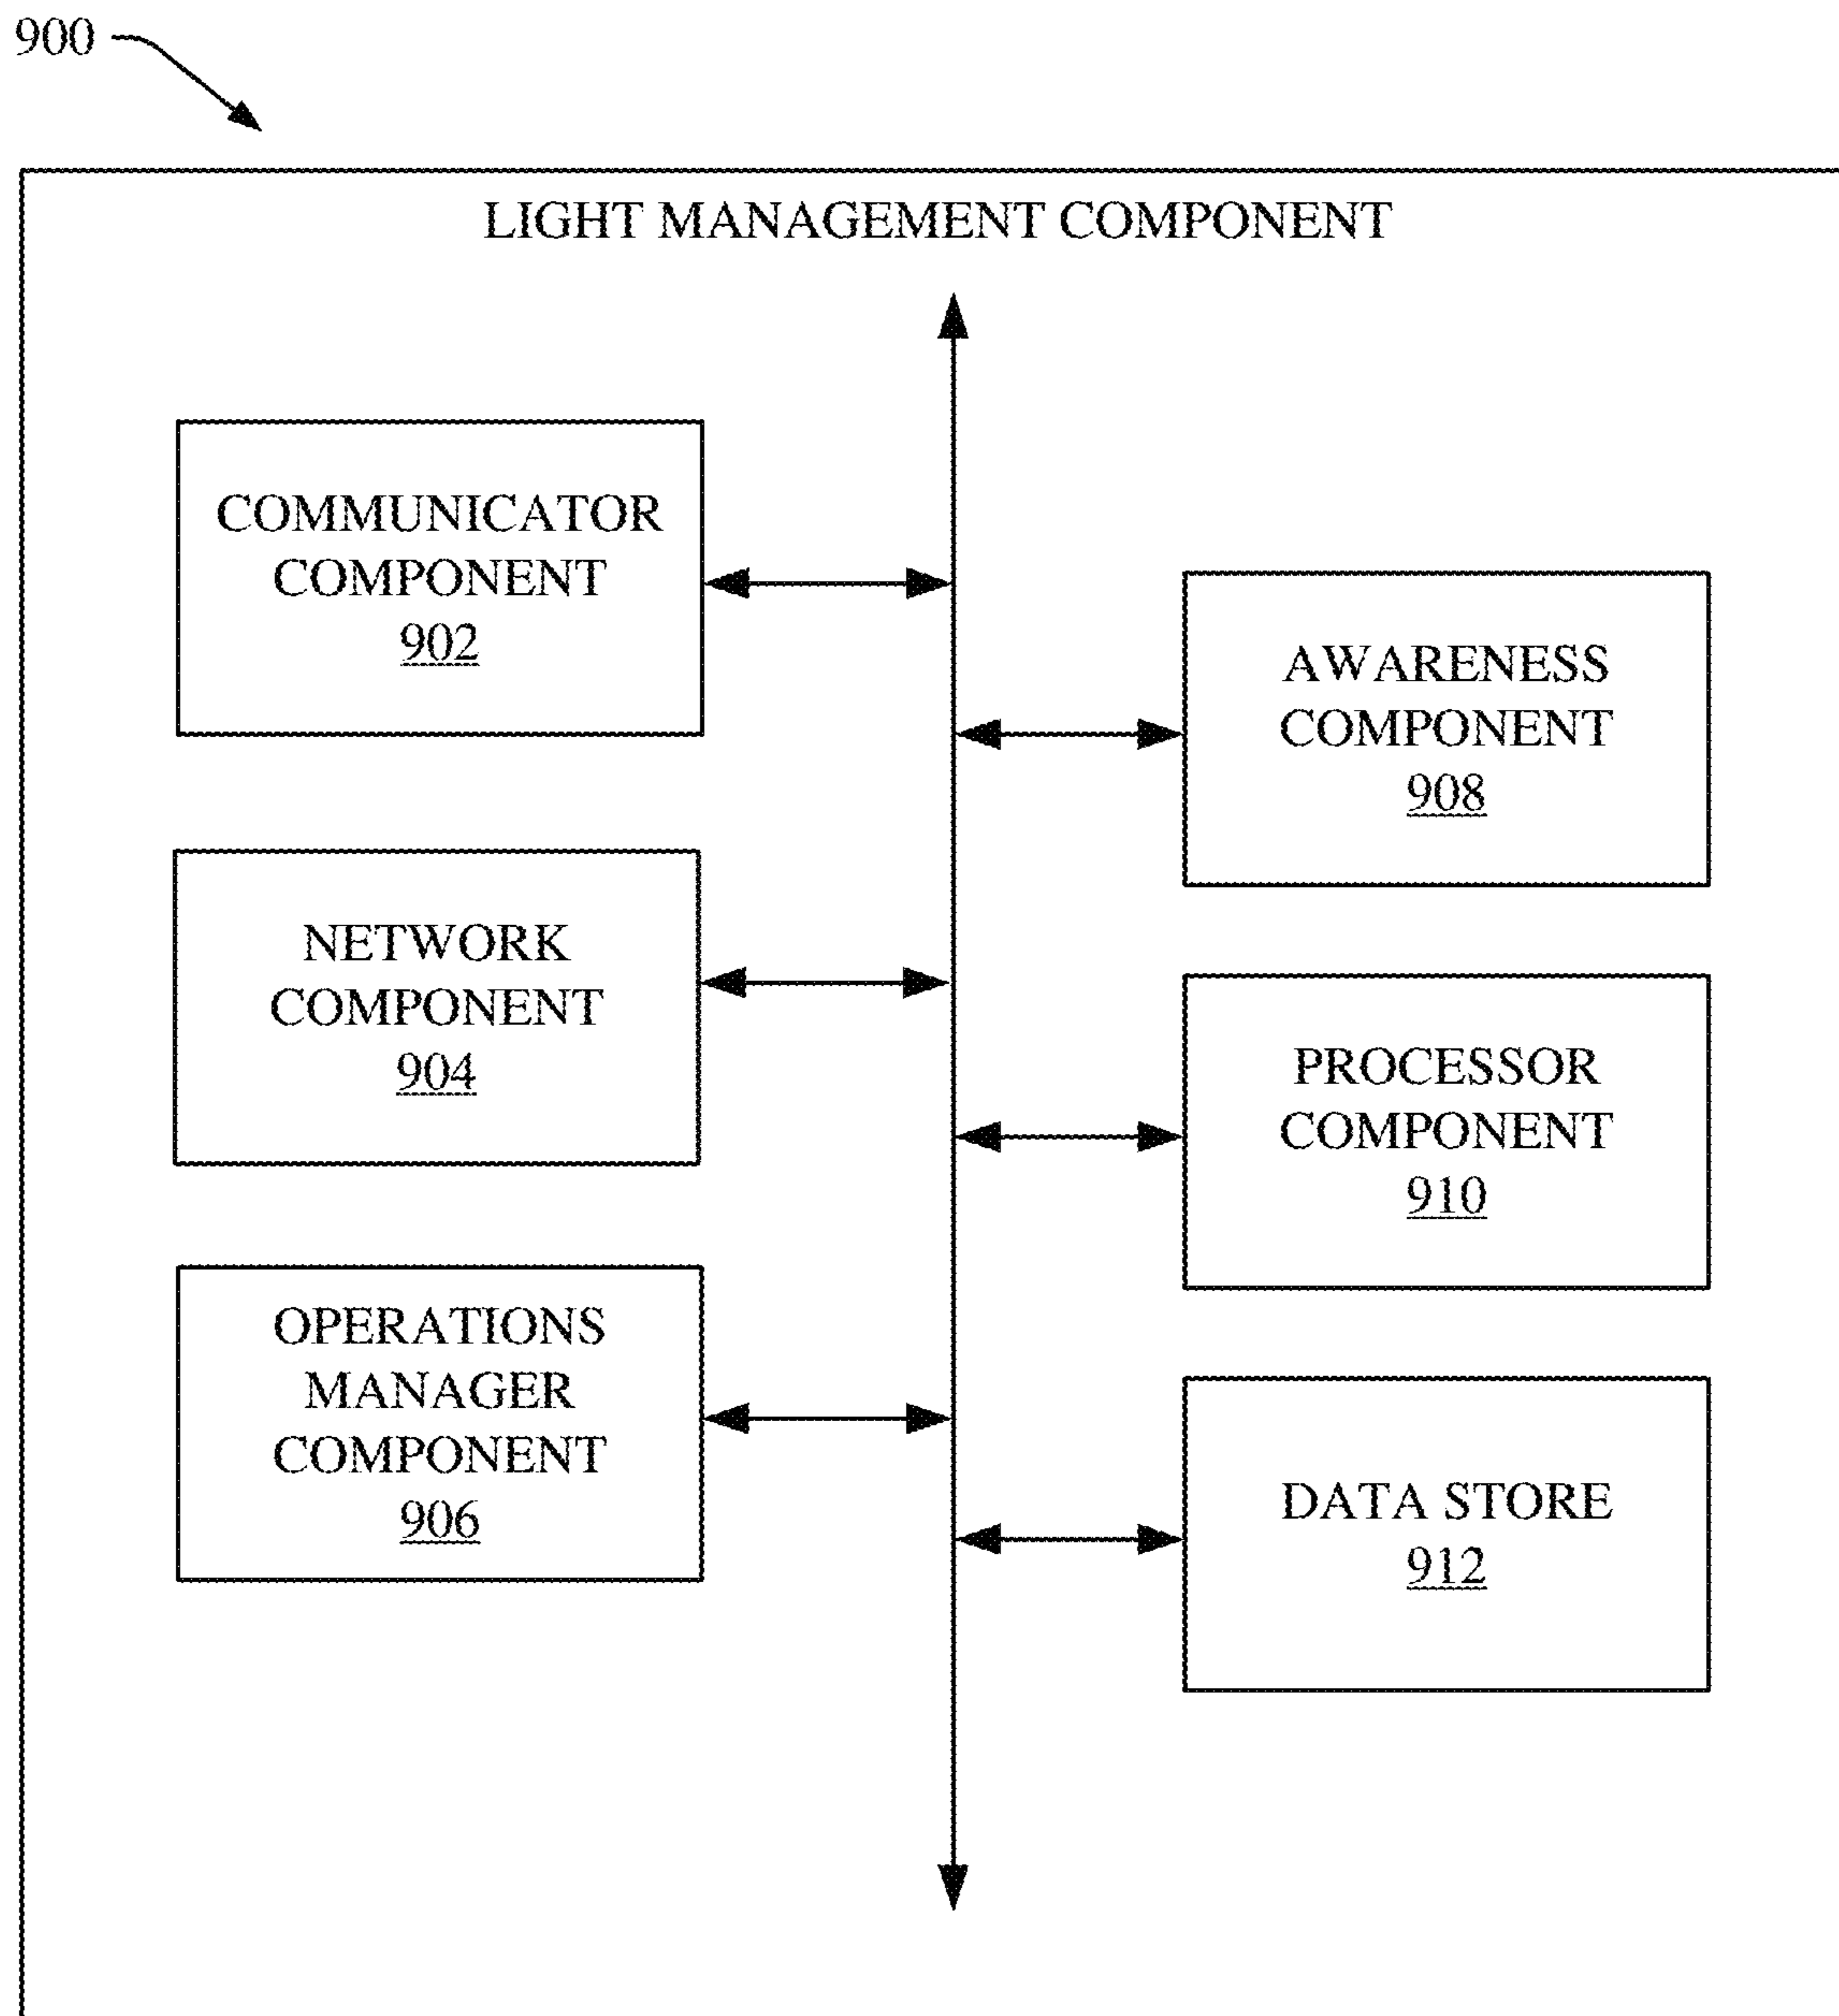 900
LIGHT MANAGEMENT COMPONENT
COMMUNICATOR
COMPONENT
902
NETWORK
COMPONENT
904
OPERATIONS
MANAGER
COMPONENT
906
AWARENESS
COMPONENT
908
PROCESSOR
COMPONENT
910
DATA STORE
912